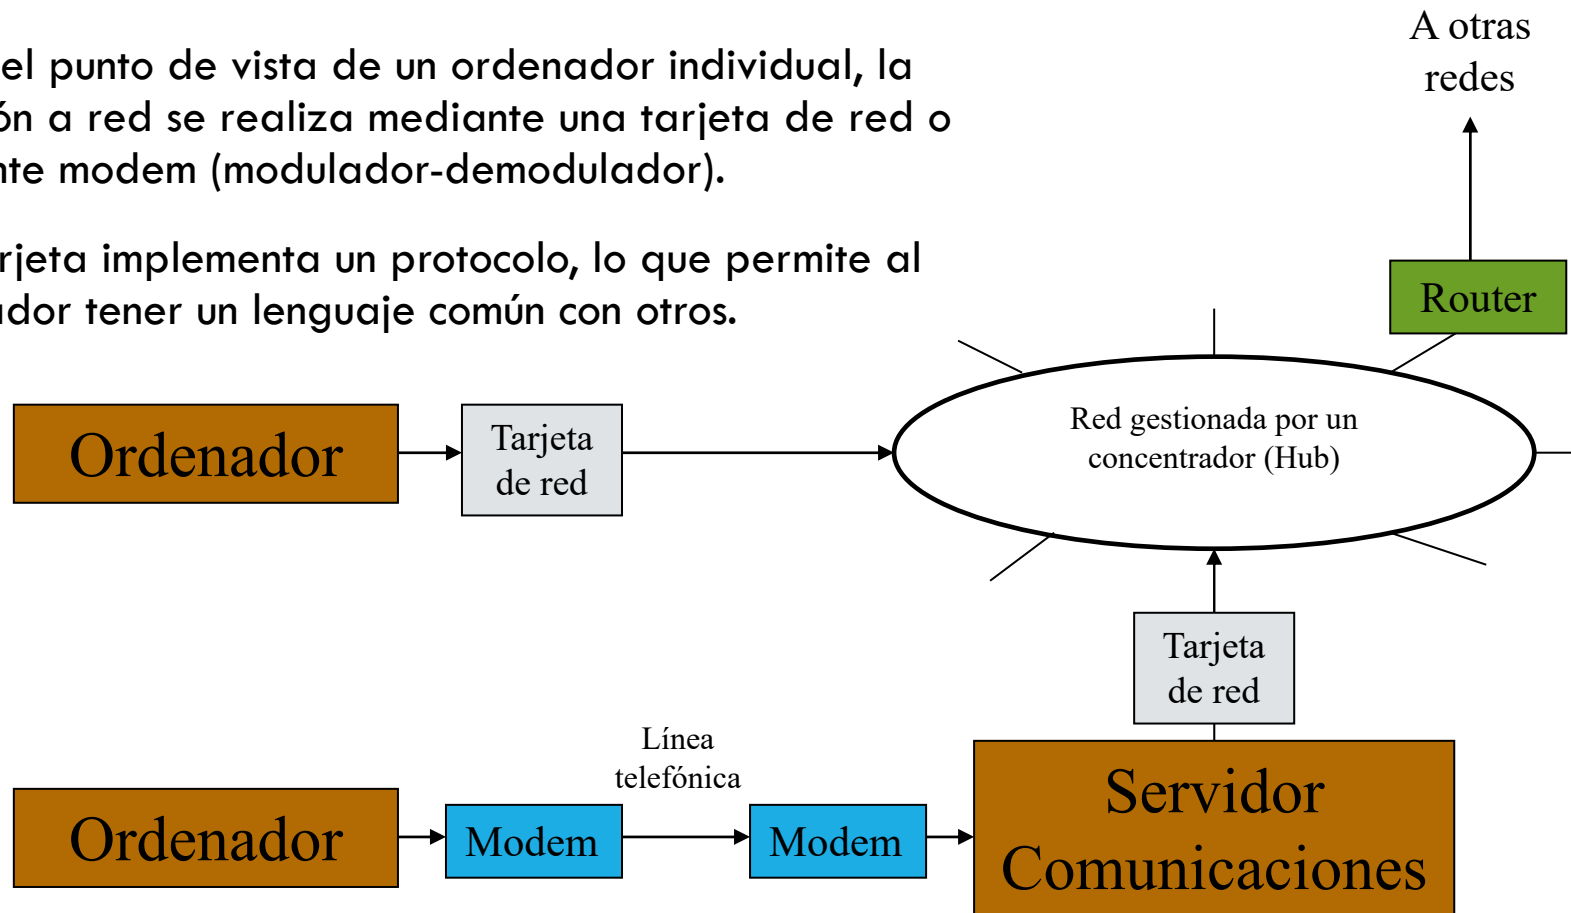 el punto de vista de un ordenador individual, la
ón a red se realiza mediante una tarjeta de red o
nte modem (modulador-demodulador).
rjeta implementa un protocolo, lo que permite al
ador tener un lenguaje común con otros.
A otras
redes
Router
Red gestionada por un
concentrador (Hub)
Ordenador
Tarjeta
de red
Tarjeta
de red
Línea
telefónica
Ordenador
Modem
Modem
Servidor
Comunicaciones